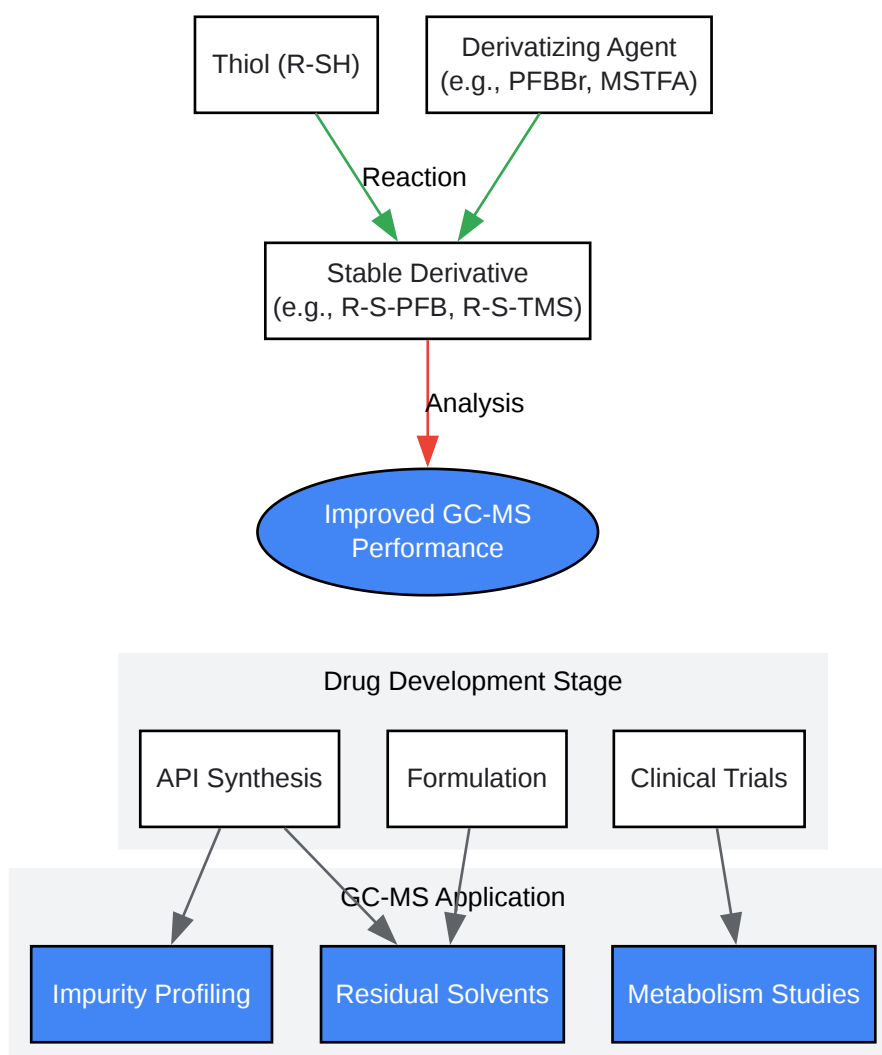 Thiol (R-SH)
Derivatizing Agent
(e.g., PFBBr, MSTFA)
Reaction
Stable Derivative
(e.g., R-S-PFB, R-S-TMS)
Analysis
Improved GC-MS
Performance
Drug Development Stage
API Synthesis
Formulation
Clinical Trials
GC-MS Application
Impurity Profiling
Residual Solvents
Metabolism Studies